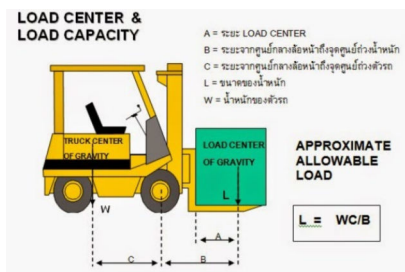 LOAD CENTER &
LOAD CAPACITY
A = ระยะ LOAD CENTER
B = ระยะจากศูนย์กลางล้อหน้าถึงจุดศูนย์ถ่วงน้ำหนัก
C = ระยะจากศูนย์กลางล้อหน้าถึงจุดศูนย์ถ่วงตัวรถ
L = ขนาดของน้ำหนัก
W = น้ำหนักของตัวรถ
TRUCK CENTER
OF GRAVITY
LOAD CENTER
OF GRAVITY
APPROXIMATE
ALLOWABLE
LOAD
L
W
L = WC/B
A
C
B